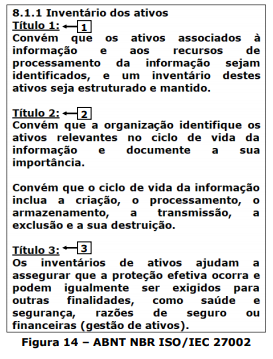 8.1.1 Inventário dos ativos
Título 1: 1
Convém que os ativos associados à
informação e aos recursos de
processamento da informação sejam
identificados, e um inventário destes
ativos seja estruturado e mantido.
Título 2: 2
Convém que a organização identifique os
ativos relevantes no ciclo de vida da
informação e documente a sua
importância.
Convém que o ciclo de vida da informação
inclua a criação, o processamento, o
armazenamento, a transmissão, a
exclusão e a sua destruição.
Título 3: 3
Os inventários de ativos ajudam a
assegurar que a proteção efetiva ocorra e
podem igualmente ser exigidos para
outras finalidades, como saúde e
segurança, razões de seguro ou
financeiras (gestão de ativos).
Figura 14 – ABNT NBR ISO/IEC 27002